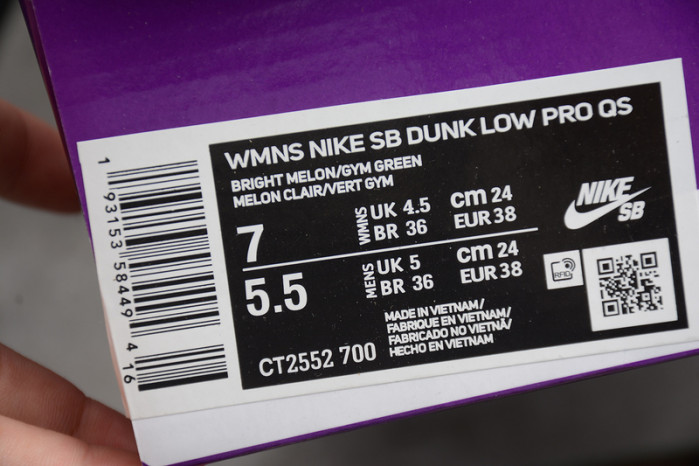 WMNS NIKE SB DUNK LOW PRO QS
BRIGHT MELON/GYM GREEN
MELON CLAIR/VERT GYM
7
WMNS
UK 4.5
BR 36
cm 24
EUR 38
NIKE
SB
5.5
MENS
UK 5
BR 36
cm 24
EUR 38
RFID
MADE IN VIETNAM/
FABRIQUE EN VIETNAM/
FABRICADO NO VIETNÃ/
HECHO EN VIETNAM
CT2552 700
1 93153 58449 416